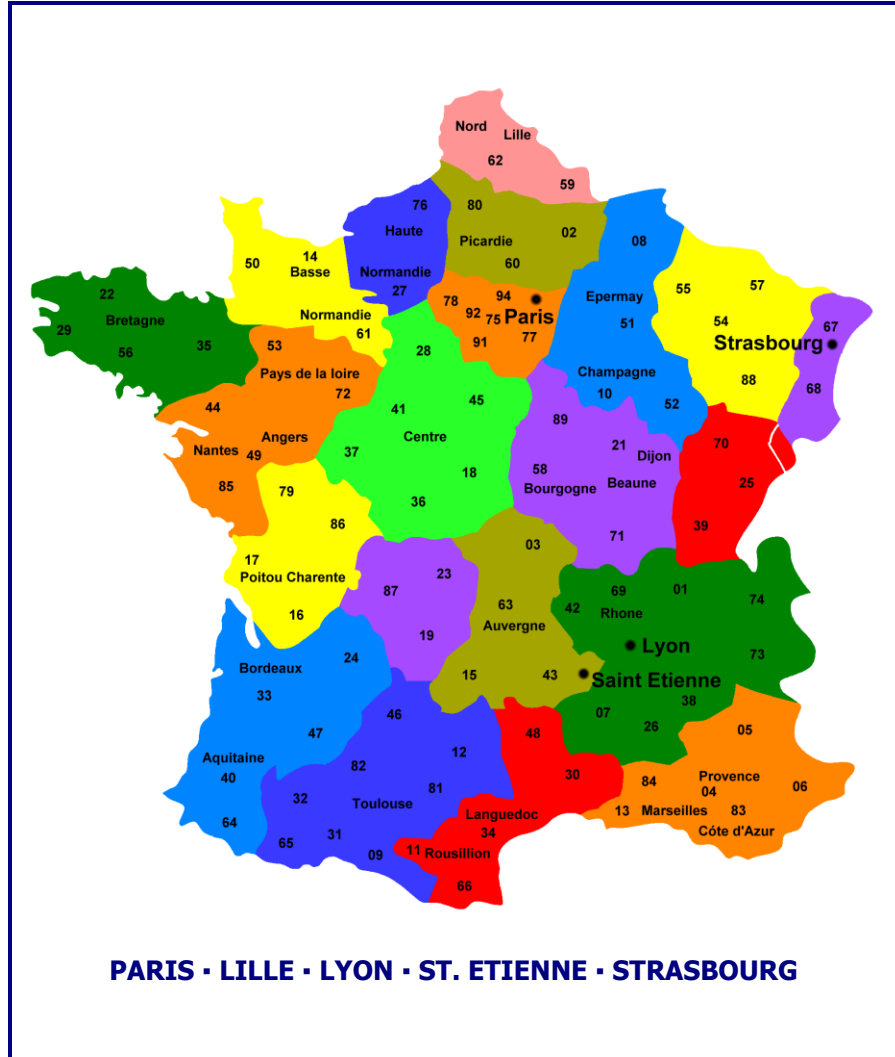 Nord
Lille
62
59
76
80
Haute
Picardie
02
08
14
50
Basse
60
Normandie
27
55
57
22
78
94
Epermay
Normandie
92
75
Paris
51
54
67
Bretagne
29
61
77
Strasbourg
35
53
91
56
28
Pays de la loire
Champagne
88
68
72
10
44
41
45
52
89
Angers
Centre
21
70
Nantes
49
37
Dijon
18
58
85
79
Bourgogne
Beaune
25
36
86
71
39
03
17
Poitou Charente
23
87
69
01
74
63
42
Rhone
16
Auvergne
19
Lyon
24
73
Bordeaux
15
43
Saint Etienne
33
46
07
38
47
26
05
48
12
Aquitaine
82
40
30
84
Provence
81
04
06
32
Toulouse
Languedoc
13
Marseilles
83
64
31
34
Côte d'Azur
65
09
11
Rousillion
66
PARIS · LILLE · LYON · ST. ETIENNE · STRASBOURG